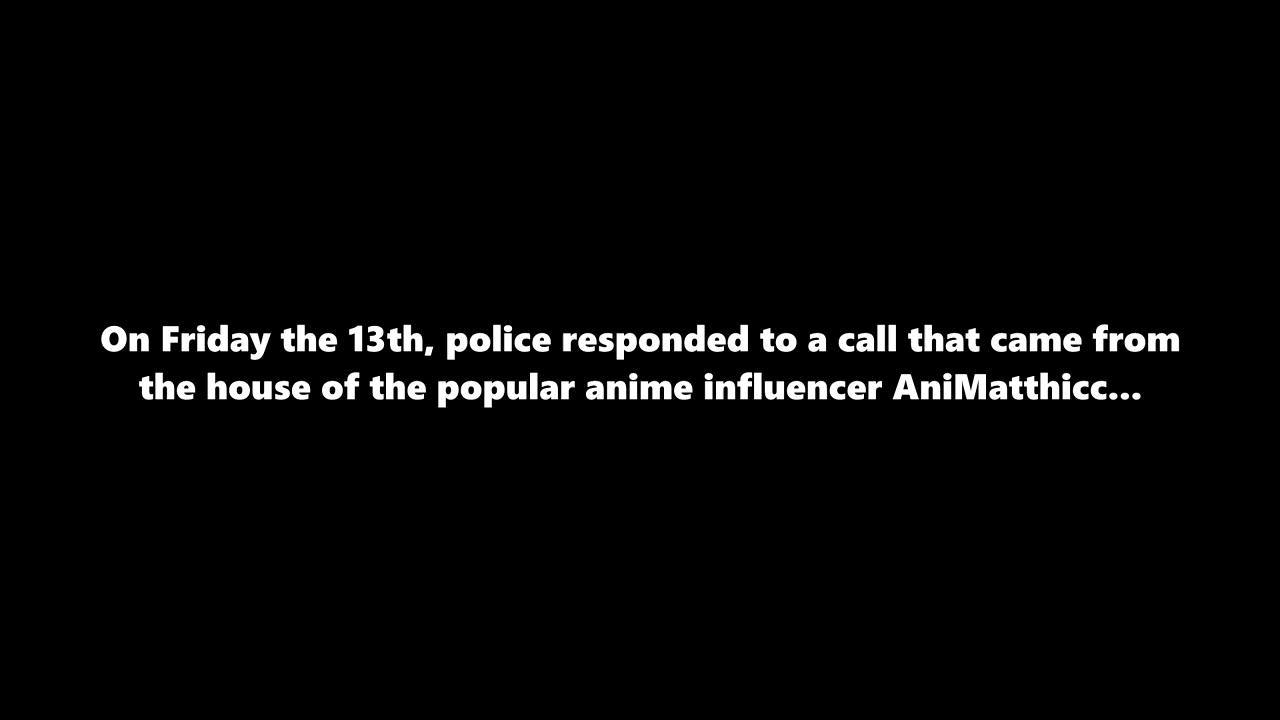 On Friday the 13th, police responded to a call that came from
the house of the popular anime influencer AniMatthicc...